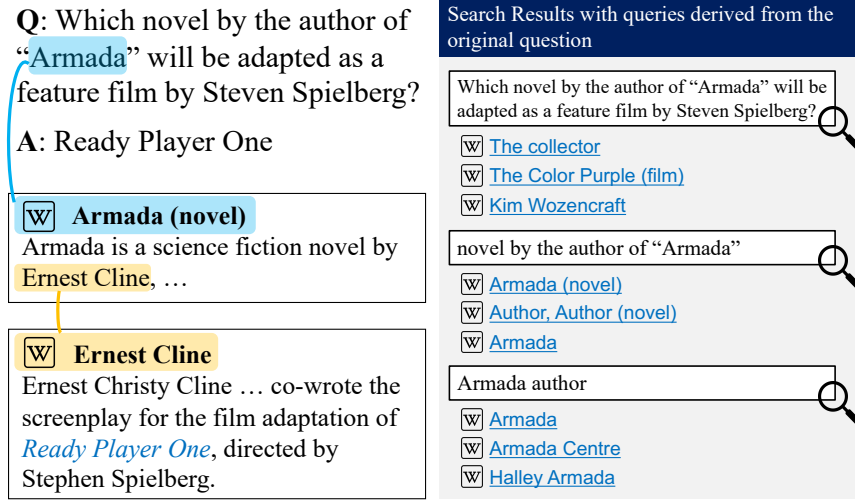 Q: Which novel by the author of
“Armada” will be adapted as a
feature film by Steven Spielberg?
A: Ready Player One
W Armada (novel)
Armada is a science fiction novel by
Ernest Cline, …
W Ernest Cline
Ernest Christy Cline … co-wrote the
screenplay for the film adaptation of
Ready Player One, directed by
Stephen Spielberg.
Search Results with queries derived from the
original question
Which novel by the author of “Armada” will be
adapted as a feature film by Steven Spielberg?
W The collector
W The Color Purple (film)
W Kim Wozencraft
novel by the author of “Armada”
W Armada (novel)
W Author, Author (novel)
W Armada
Armada author
W Armada
W Armada Centre
W Halley Armada